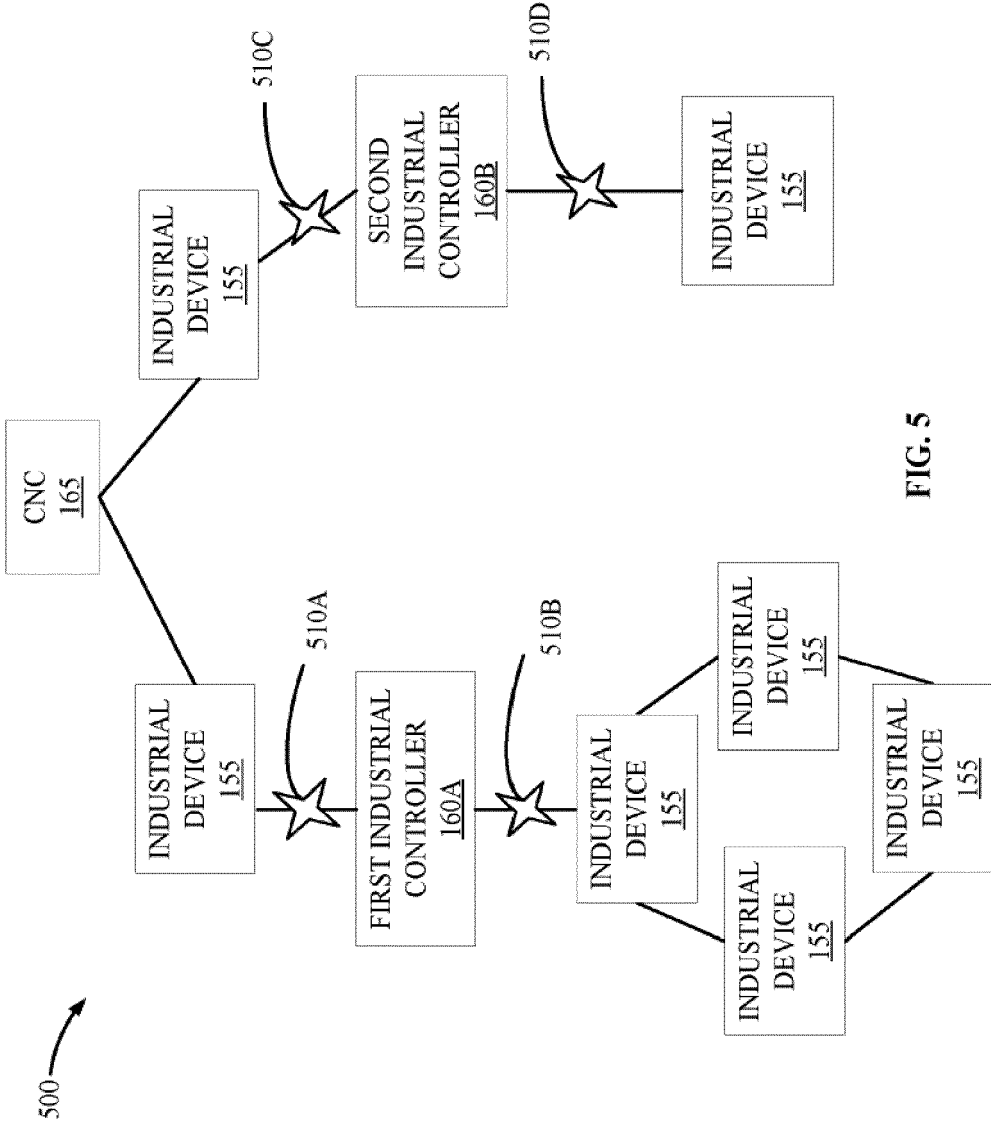 500
CNC
165
INDUSTRIAL
DEVICE
155
INDUSTRIAL
DEVICE
155
510A
510C
FIRST INDUSTRIAL
CONTROLLER
160A
SECOND
INDUSTRIAL
CONTROLLER
160B
510B
510D
INDUSTRIAL
DEVICE
155
INDUSTRIAL
DEVICE
155
INDUSTRIAL
DEVICE
155
INDUSTRIAL
DEVICE
155
INDUSTRIAL
DEVICE
155
FIG. 5